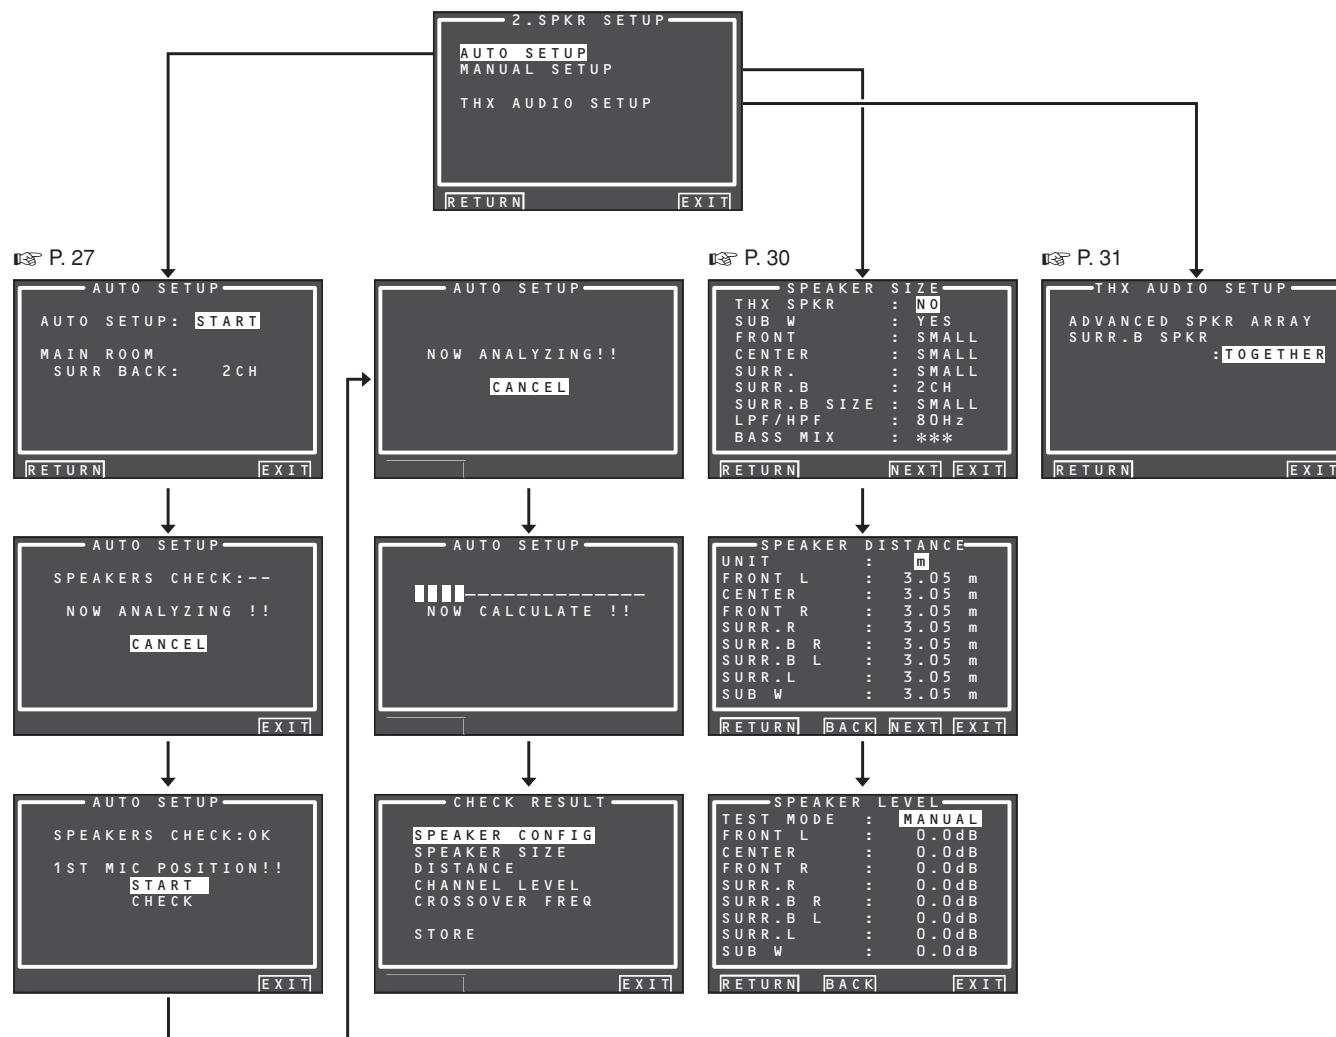 2.SPKR SETUP
AUTO SETUP
MANUAL SETUP
THX AUDIO SETUP
RETURN EXIT
☞ P. 27
AUTO SETUP
AUTO SETUP: START
MAIN ROOM
SURR BACK: 2CH
RETURN EXIT
AUTO SETUP
SPEAKERS CHECK:--
NOW ANALYZING !!
CANCEL
EXIT
AUTO SETUP
SPEAKERS CHECK:OK
1ST MIC POSITION!!
START
CHECK
EXIT
AUTO SETUP
NOW ANALYZING!!
CANCEL
AUTO SETUP
NOW CALCULATE !!
CHECK RESULT
SPEAKER CONFIG
SPEAKER SIZE
DISTANCE
CHANNEL LEVEL
CROSSOVER FREQ
STORE
EXIT
☞ P. 30
SPEAKER SIZE
THX SPKR : NO
SUB W : YES
FRONT : SMALL
CENTER : SMALL
SURR. : SMALL
SURR.B : 2CH
SURR.B SIZE : SMALL
LPF/HPF : 80Hz
BASS MIX : ***
RETURN NEXT EXIT
SPEAKER DISTANCE
UNIT : m
FRONT L : 3.05 m
CENTER : 3.05 m
FRONT R : 3.05 m
SURR.R : 3.05 m
SURR.B R : 3.05 m
SURR.B L : 3.05 m
SURR.L : 3.05 m
SUB W : 3.05 m
RETURN BACK NEXT EXIT
SPEAKER LEVEL
TEST MODE : MANUAL
FRONT L : 0.0dB
CENTER : 0.0dB
FRONT R : 0.0dB
SURR.R : 0.0dB
SURR.B R : 0.0dB
SURR.B L : 0.0dB
SURR.L : 0.0dB
SUB W : 0.0dB
RETURN BACK EXIT
☞ P. 31
THX AUDIO SETUP
ADVANCED SPKR ARRAY
SURR.B SPKR
:TOGETHER
RETURN EXIT